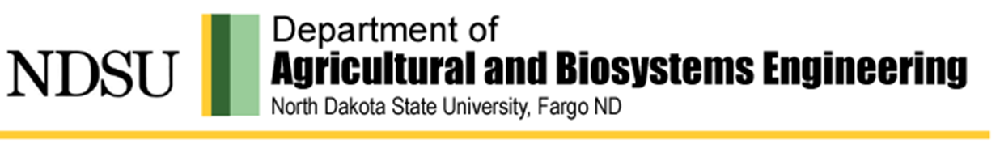 NDSU
Department of
Agricultural and Biosystems Engineering
North Dakota State University, Fargo ND